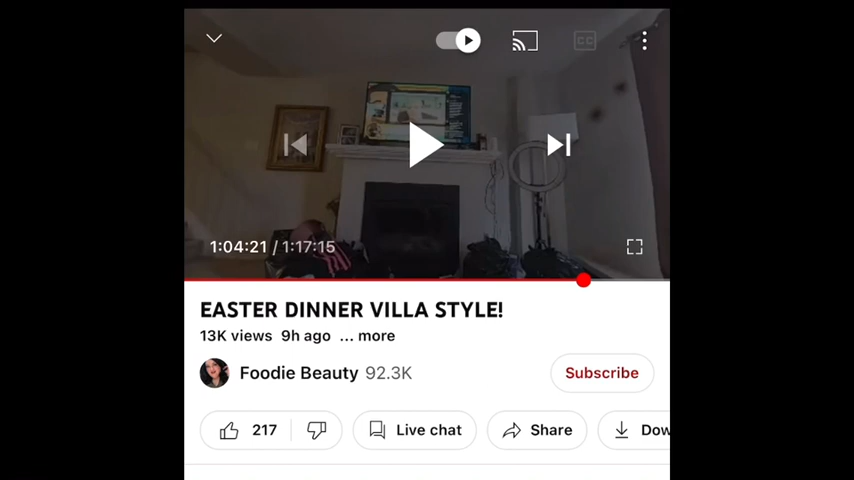 CC
1:04:21 / 1:17:15
EASTER DINNER VILLA STYLE!
13K views 9h ago ... more
Foodie Beauty 92.3K
Subscribe
217 Live chat Share Dow